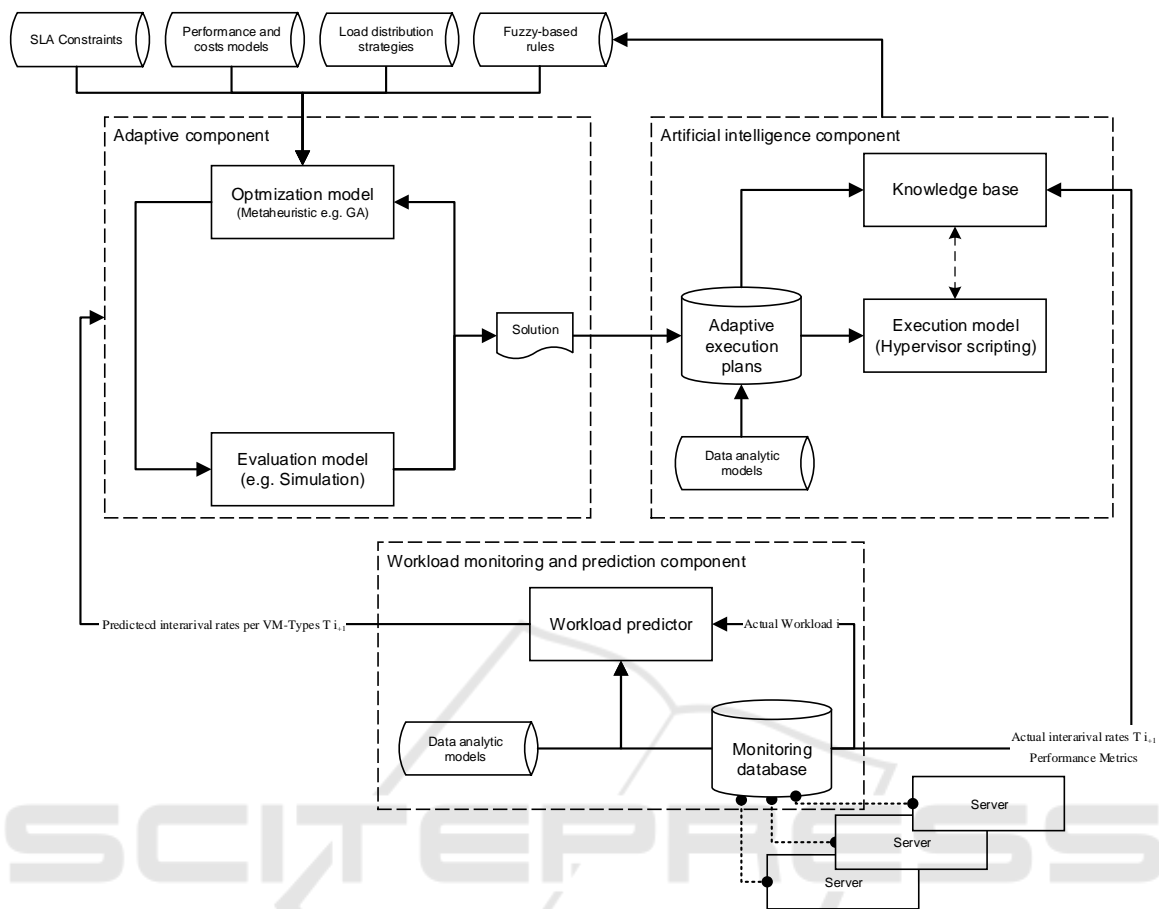 SLA Constraints
Performance and
costs models
Load distribution
strategies
Fuzzy-based
rules
Adaptive component
Artificial intelligence component
Optmization model
(Metaheuristic e.g. GA)
Knowledge base
Solution
Adaptive
execution
plans
Execution model
(Hypervisor scripting)
Evaluation model
(e.g. Simulation)
Data analytic
models
Workload monitoring and prediction component
Predictecd interarival rates per VM-Types T i+1
Workload predictor
Actual Workload i
Data analytic
models
Monitoring
database
Actual interarival rates T i+1
Performance Metrics
Server
Server
Server
SCITEPRESS